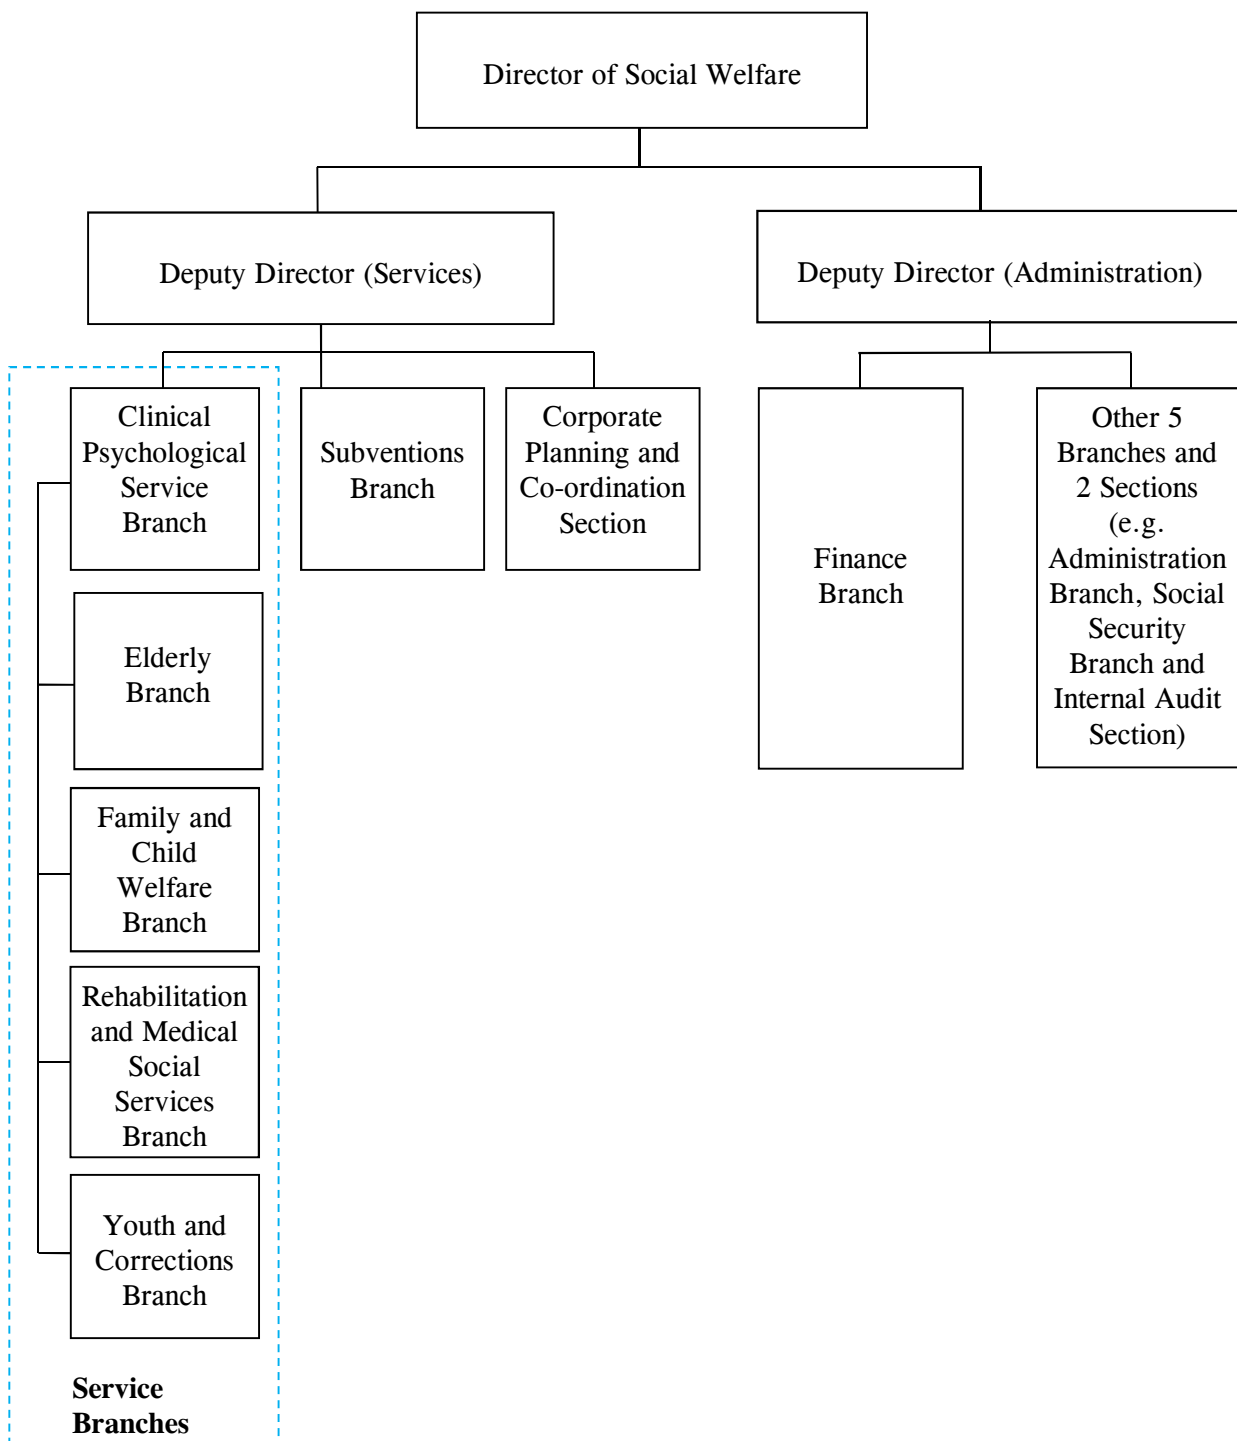 Director of Social Welfare
Deputy Director (Services)
Deputy Director (Administration)
Clinical
Psychological
Service
Branch
Subventions
Branch
Corporate
Planning and
Co-ordination
Section
Finance
Branch
Other 5
Branches and
2 Sections
(e.g.
Administration
Branch, Social
Security
Branch and
Internal Audit
Section)
Elderly
Branch
Family and
Child
Welfare
Branch
Rehabilitation
and Medical
Social
Services
Branch
Youth and
Corrections
Branch
Service
Branches